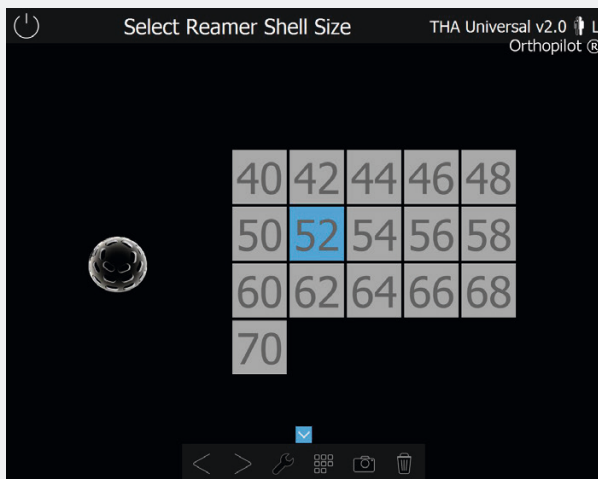 Select Reamer Shell Size
THA Universal v2.0 L
Orthopilot ®
40 42 44 46 48
50 52 54 56 58
60 62 64 66 68
70